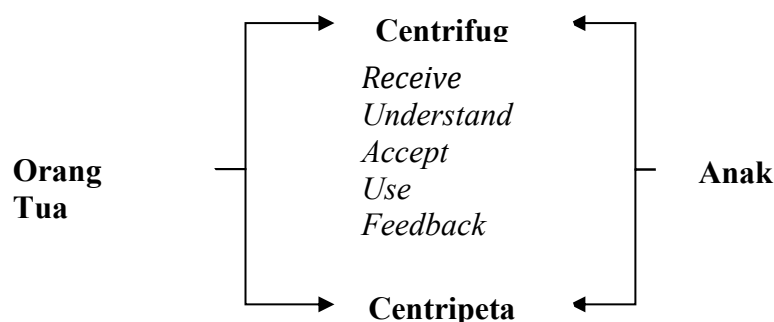 Centrifug
Receive
Understand
Accept
Use
Feedback
Orang
Tua
Anak
Centripeta